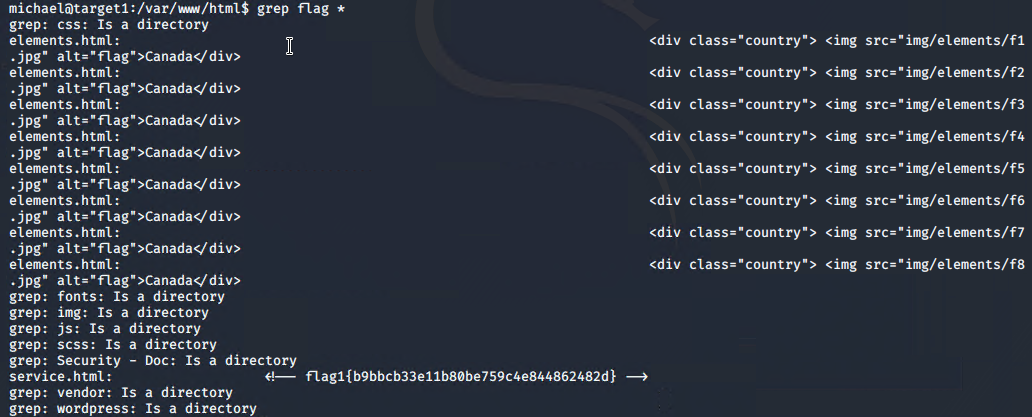 michael@target1:/var/www/html$ grep flag *
grep: css: Is a directory
elements.html: <div class="country"> <img src="img/elements/f1
.jpg" alt="flag">Canada</div>
elements.html: <div class="country"> <img src="img/elements/f2
.jpg" alt="flag">Canada</div>
elements.html: <div class="country"> <img src="img/elements/f3
.jpg" alt="flag">Canada</div>
elements.html: <div class="country"> <img src="img/elements/f4
.jpg" alt="flag">Canada</div>
elements.html: <div class="country"> <img src="img/elements/f5
.jpg" alt="flag">Canada</div>
elements.html: <div class="country"> <img src="img/elements/f6
.jpg" alt="flag">Canada</div>
elements.html: <div class="country"> <img src="img/elements/f7
.jpg" alt="flag">Canada</div>
elements.html: <div class="country"> <img src="img/elements/f8
.jpg" alt="flag">Canada</div>
grep: fonts: Is a directory
grep: img: Is a directory
grep: js: Is a directory
grep: scss: Is a directory
grep: Security - Doc: Is a directory
service.html: <!-- flag1{b9bbcb33e11b80be759c4e844862482d} -->
grep: vendor: Is a directory
grep: wordpress: Is a directory